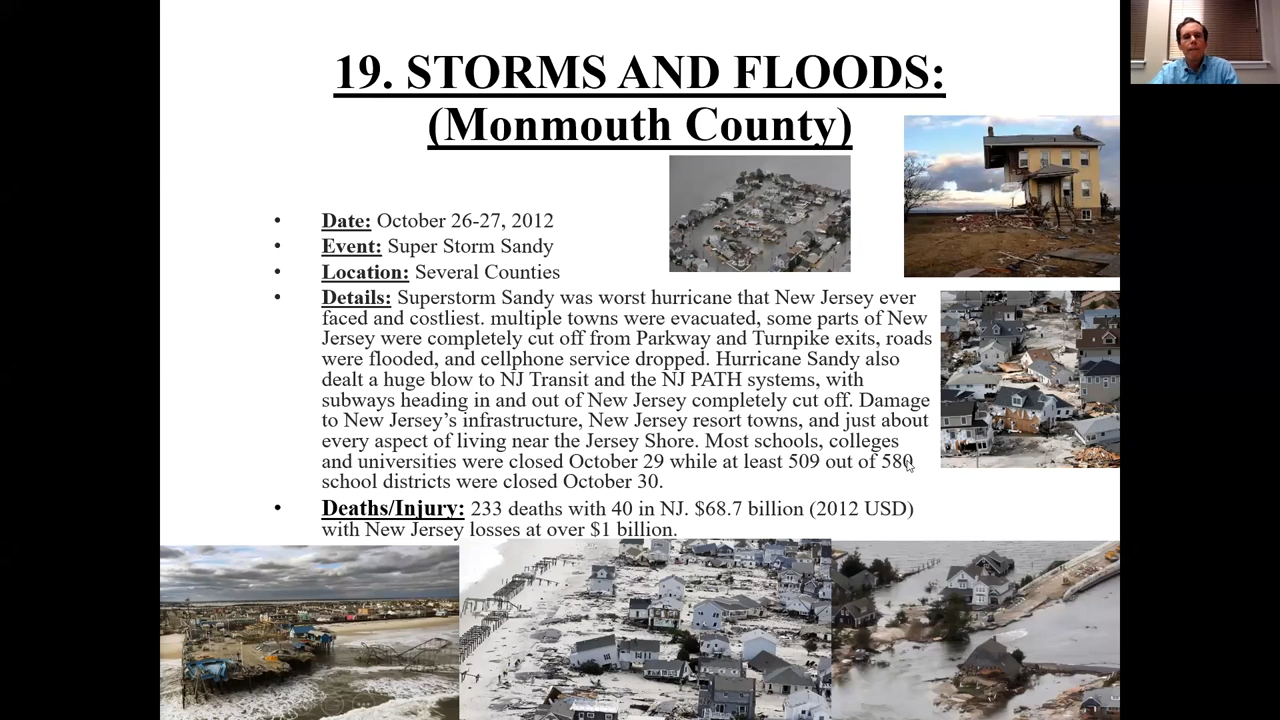 19. STORMS AND FLOODS:
(Monmouth County)
• Date: October 26-27, 2012
• Event: Super Storm Sandy
• Location: Several Counties
• Details: Superstorm Sandy was worst hurricane that New Jersey ever
faced and costliest. multiple towns were evacuated, some parts of New
Jersey were completely cut off from Parkway and Turnpike exits, roads
were flooded, and cellphone service dropped. Hurricane Sandy also
dealt a huge blow to NJ Transit and the NJ PATH systems, with
subways heading in and out of New Jersey completely cut off. Damage
to New Jersey’s infrastructure, New Jersey resort towns, and just about
every aspect of living near the Jersey Shore. Most schools, colleges
and universities were closed October 29 while at least 509 out of 580
school districts were closed October 30.
• Deaths/Injury: 233 deaths with 40 in NJ. $68.7 billion (2012 USD)
with New Jersey losses at over $1 billion.